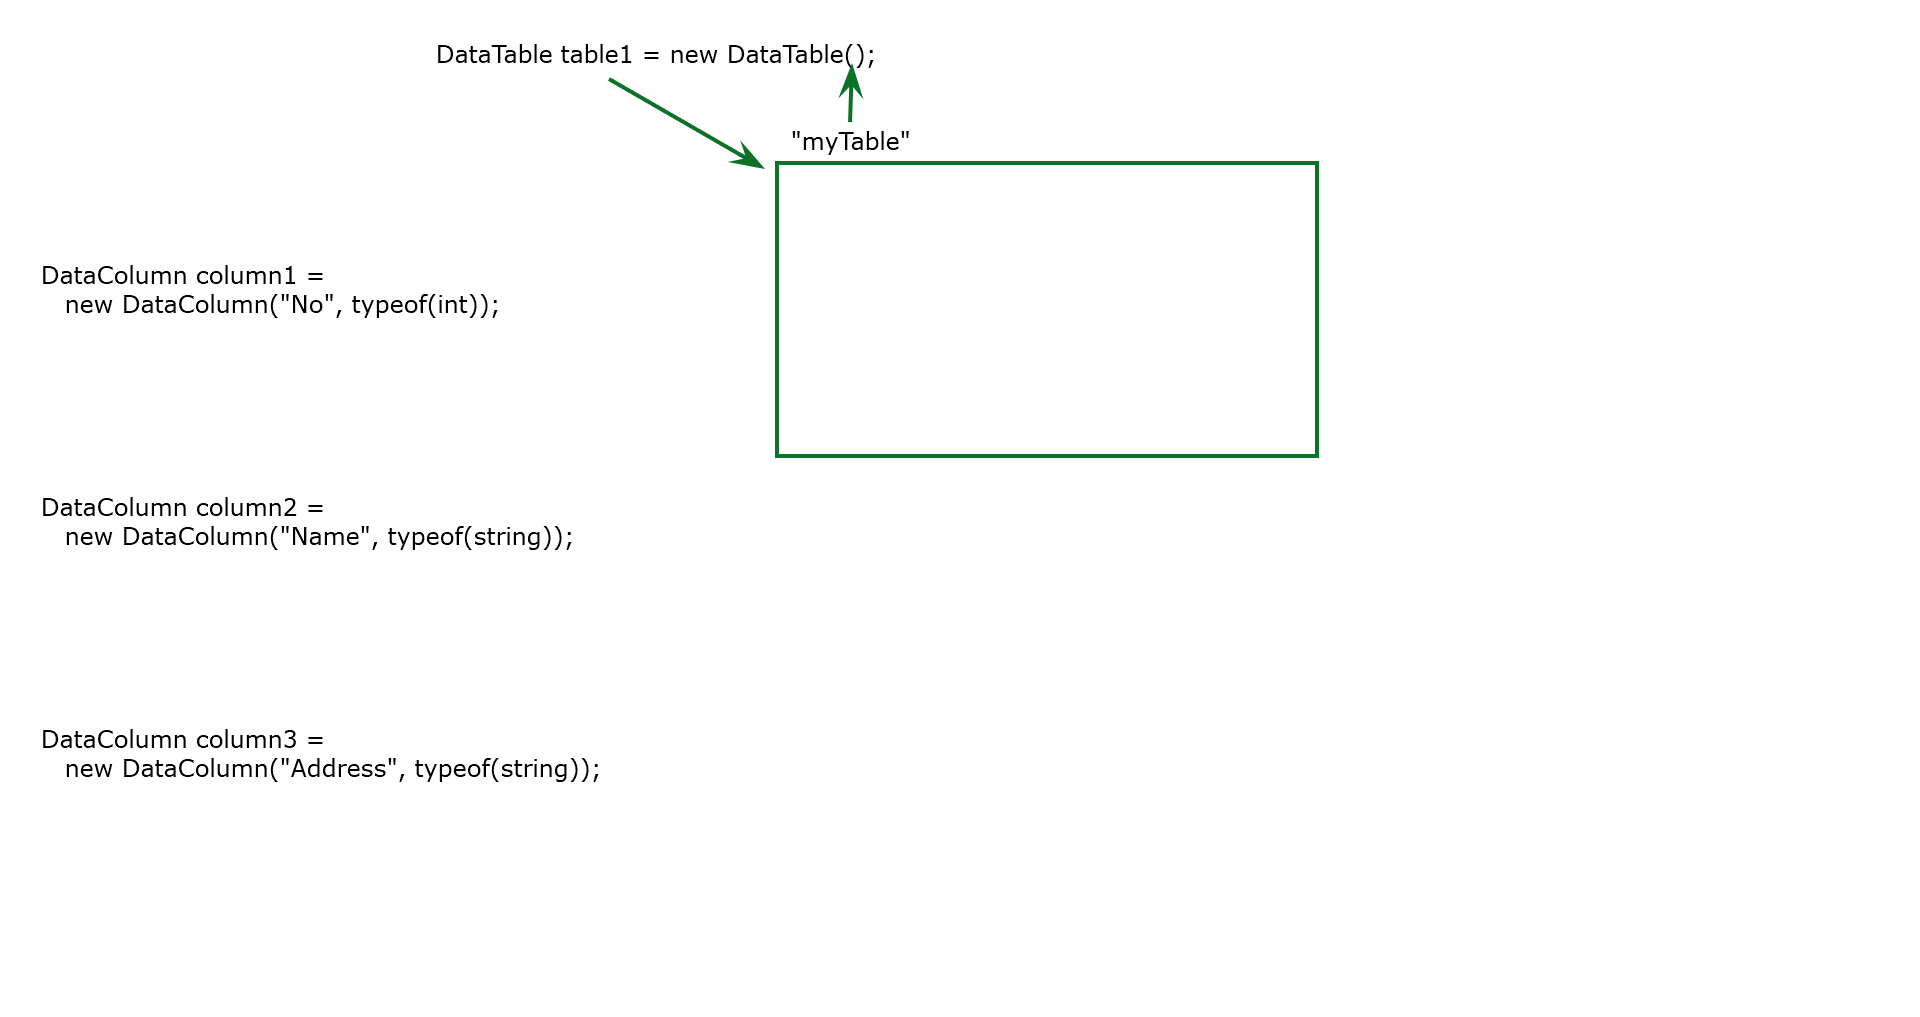 DataTable table1 = new DataTable();
"myTable"
DataColumn column1 =
new DataColumn("No", typeof(int));
DataColumn column2 =
new DataColumn("Name", typeof(string));
DataColumn column3 =
new DataColumn("Address", typeof(string));